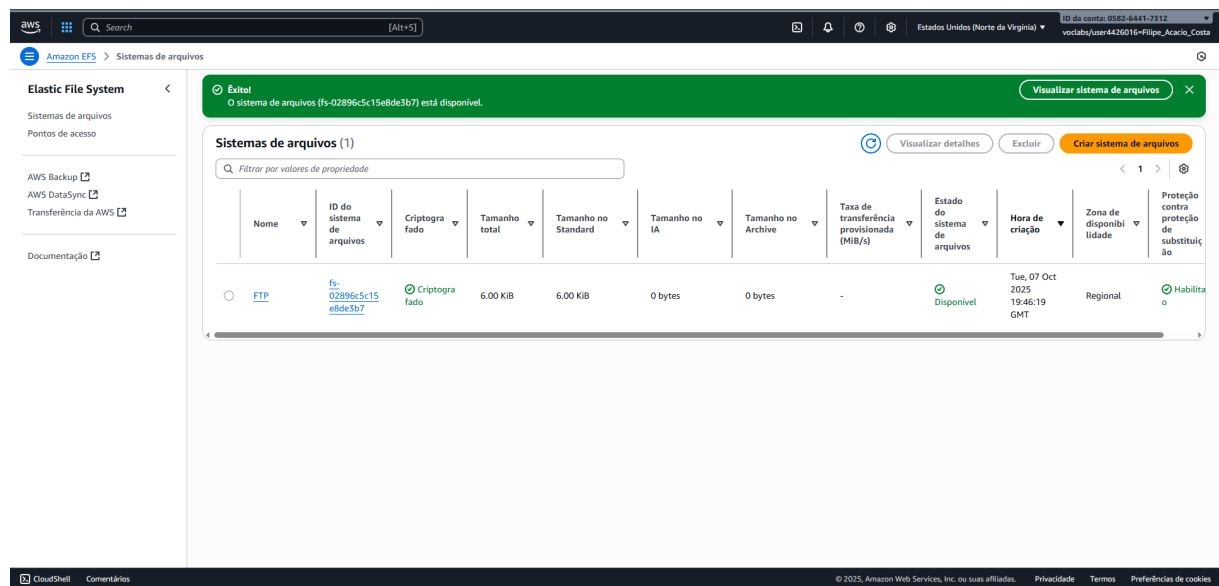 aws
Search [Alt+S]
Estados Unidos (Norte da Virgínia)
ID da conta: 0582-6441-7312
voclabs/user4426016=Filipe_Acacio_Costa
Amazon EFS > Sistemas de arquivos
Elastic File System
Sistemas de arquivos
Pontos de acesso
AWS Backup
AWS DataSync
Transferência da AWS
Documentação
Êxito!
O sistema de arquivos (fs-02896c5c15e8de3b7) está disponível.
Visualizar sistema de arquivos
Sistemas de arquivos (1)
Visualizar detalhes
Excluir
Criar sistema de arquivos
Filtrar por valores de propriedade
1
Nome
ID do
sistema
de
arquivos
Criptogra
fado
Tamanho
total
Tamanho no
Standard
Tamanho no
IA
Tamanho no
Archive
Taxa de
transferência
provisionada
(MiB/s)
Estado
do
sistema
de
arquivos
Hora de
criação
Zona de
disponibi
lidade
Proteção
contra
proteção
de
substituiç
ão
FTP
fs-
02896c5c15
e8de3b7
Criptogra
fado
6.00 KiB
6.00 KiB
0 bytes
0 bytes
-
Disponível
Tue, 07 Oct
2025
19:46:19
GMT
Regional
Habilita
o
CloudShell
Comentários
© 2025, Amazon Web Services, Inc. ou suas afiliadas.
Privacidade
Termos
Preferências de cookies